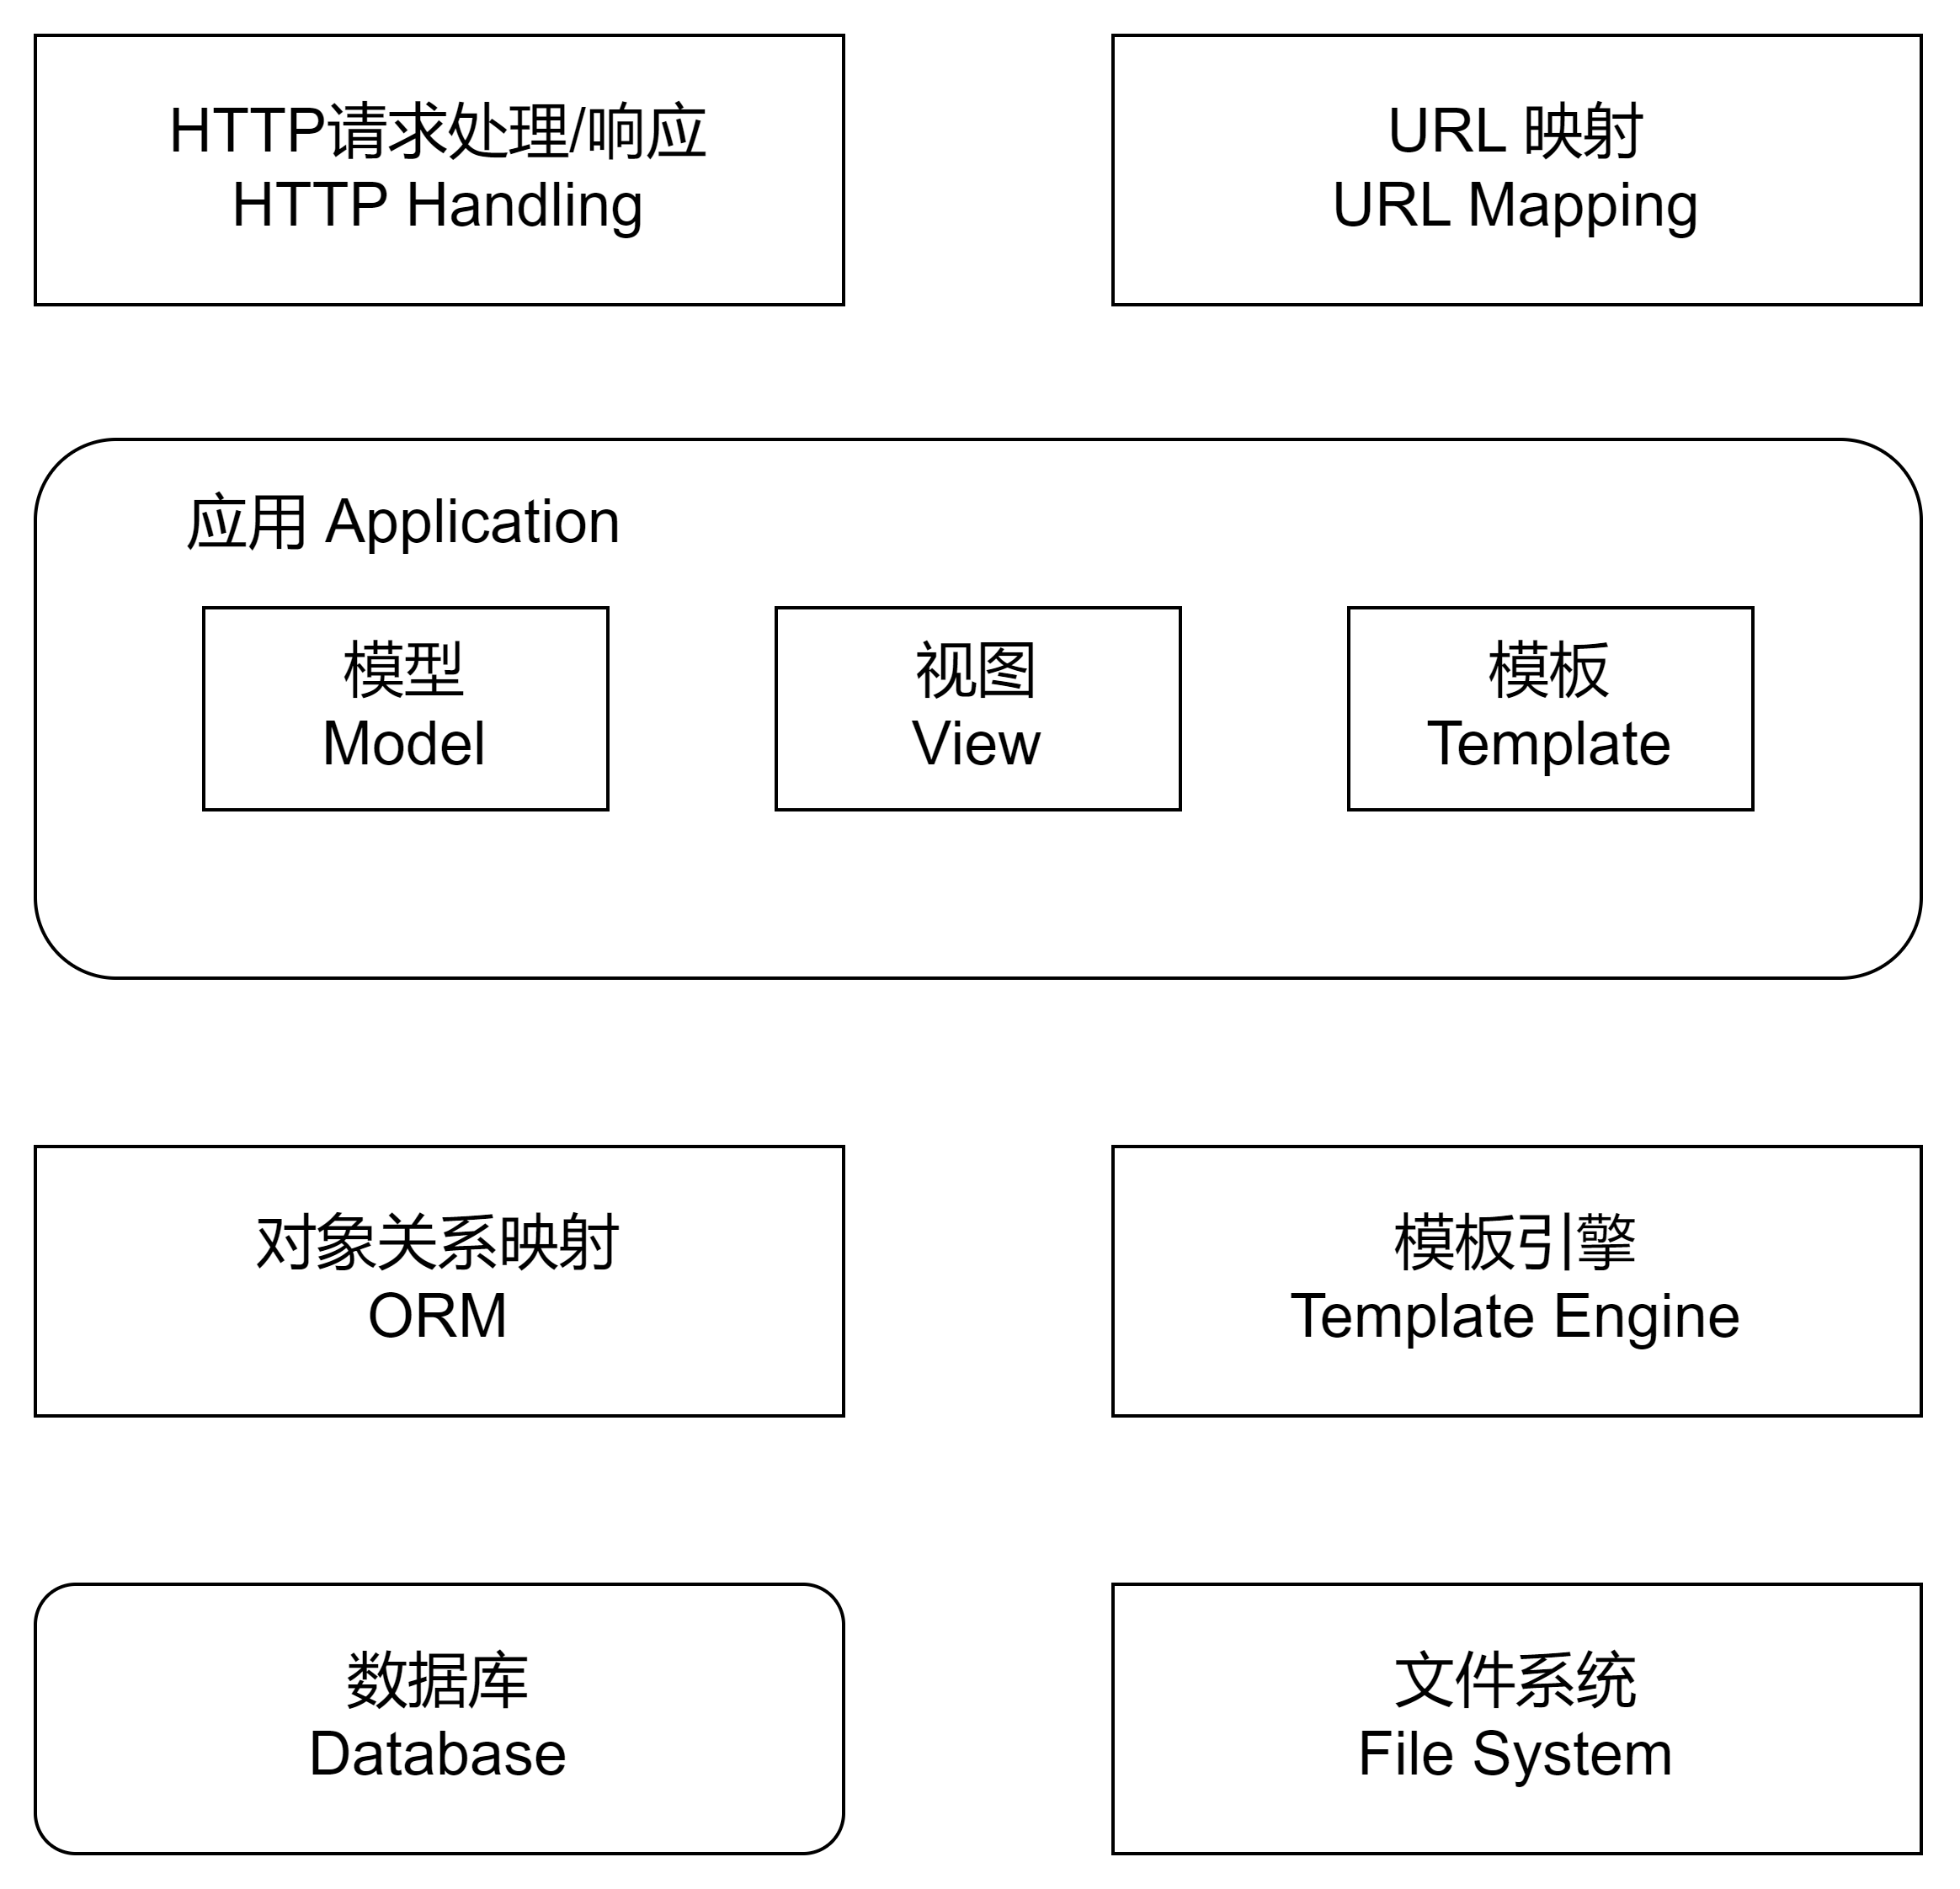 HTTP请求处理/响应
HTTP Handling
URL 映射
URL Mapping
应用 Application
模型
Model
视图
View
模板
Template
对象关系映射
ORM
模板引擎
Template Engine
数据库
Database
文件系统
File System